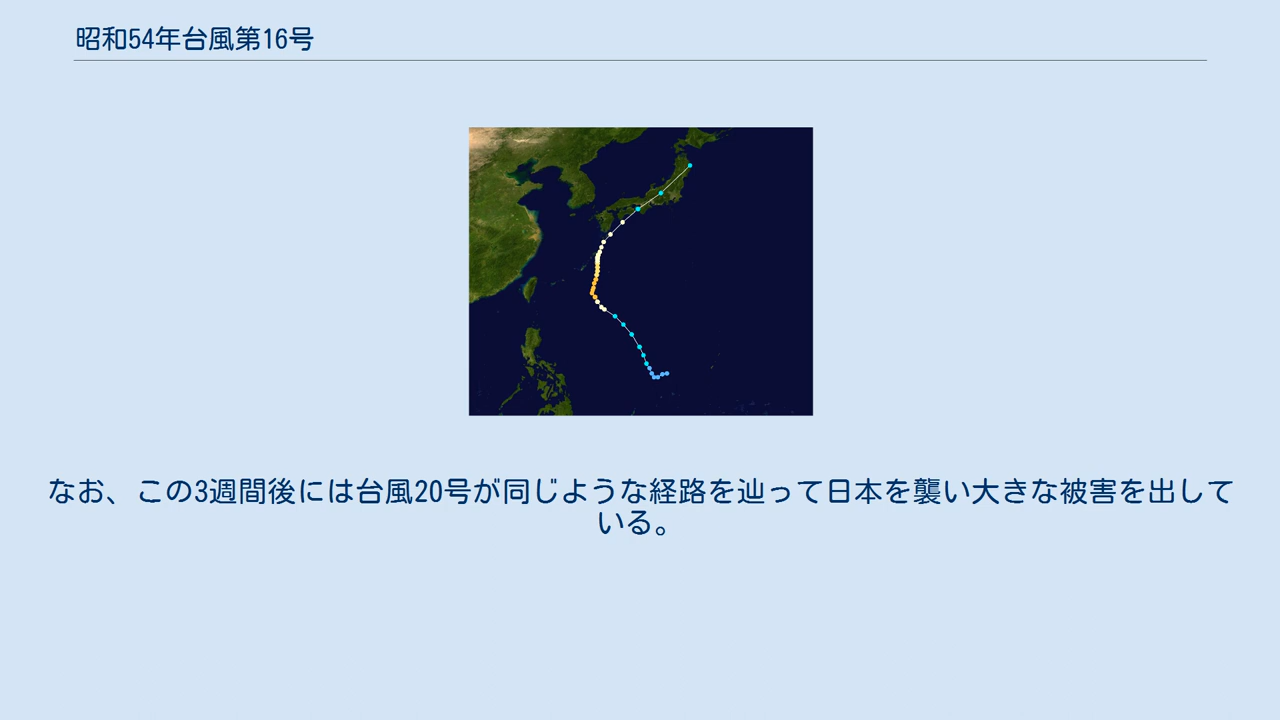 昭和54年台風第16号
なお、この3週間後には台風20号が同じような経路を辿って日本を襲い大きな被害を出して
いる。